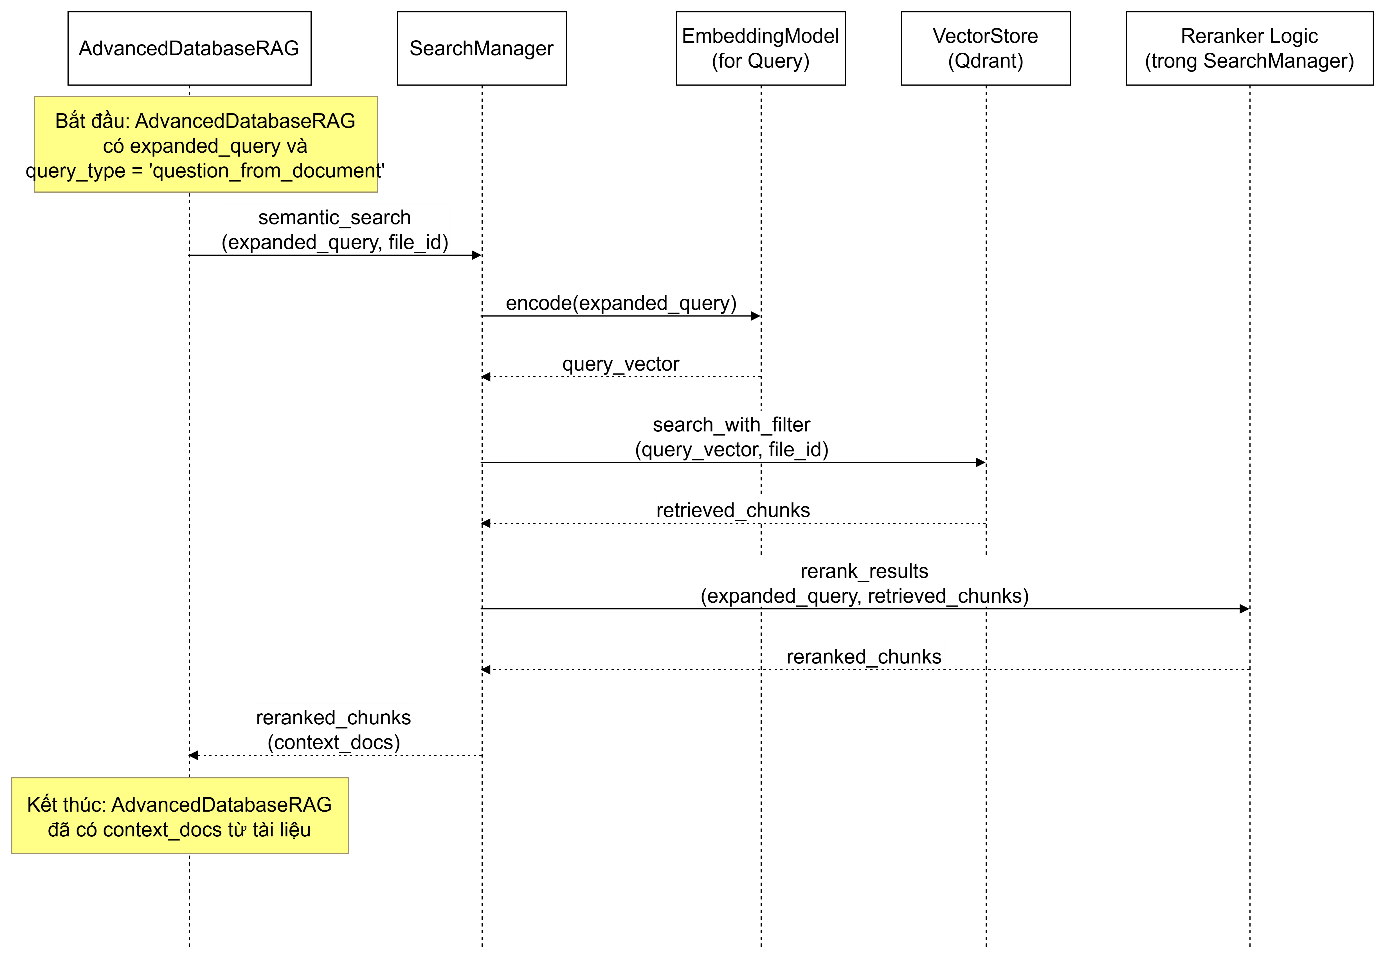 AdvancedDatabaseRAG
SearchManager
EmbeddingModel
(for Query)
VectorStore
(Qdrant)
Reranker Logic
(trong SearchManager)
Bắt đầu: AdvancedDatabaseRAG
có expanded_query và
query_type = 'question_from_document'
semantic_search
(expanded_query, file_id)
encode(expanded_query)
query_vector
search_with_filter
(query_vector, file_id)
retrieved_chunks
rerank_results
(expanded_query, retrieved_chunks)
reranked_chunks
reranked_chunks
(context_docs)
Kết thúc: AdvancedDatabaseRAG
đã có context_docs từ tài liệu